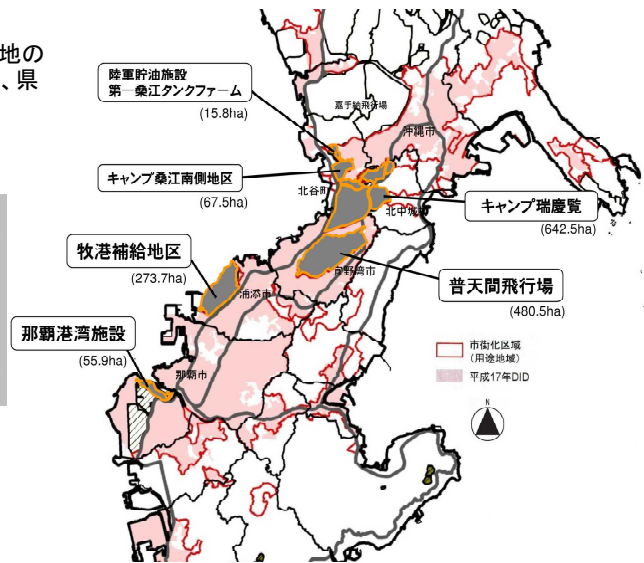 地の
、県
陸軍貯油施設
第一桑江タンクファーム
(15.8ha)
嘉手納飛行場
沖縄市
キャンプ桑江南側地区
(67.5ha)
北谷町
北中城
キャンプ瑞慶覧
(642.5ha)
牧港補給地区
(273.7ha)
宜野湾市
普天間飛行場
(480.5ha)
浦添市
那覇港湾施設
(55.9ha)
那覇市
市街化区域
(用途地域)
平成17年DID
N